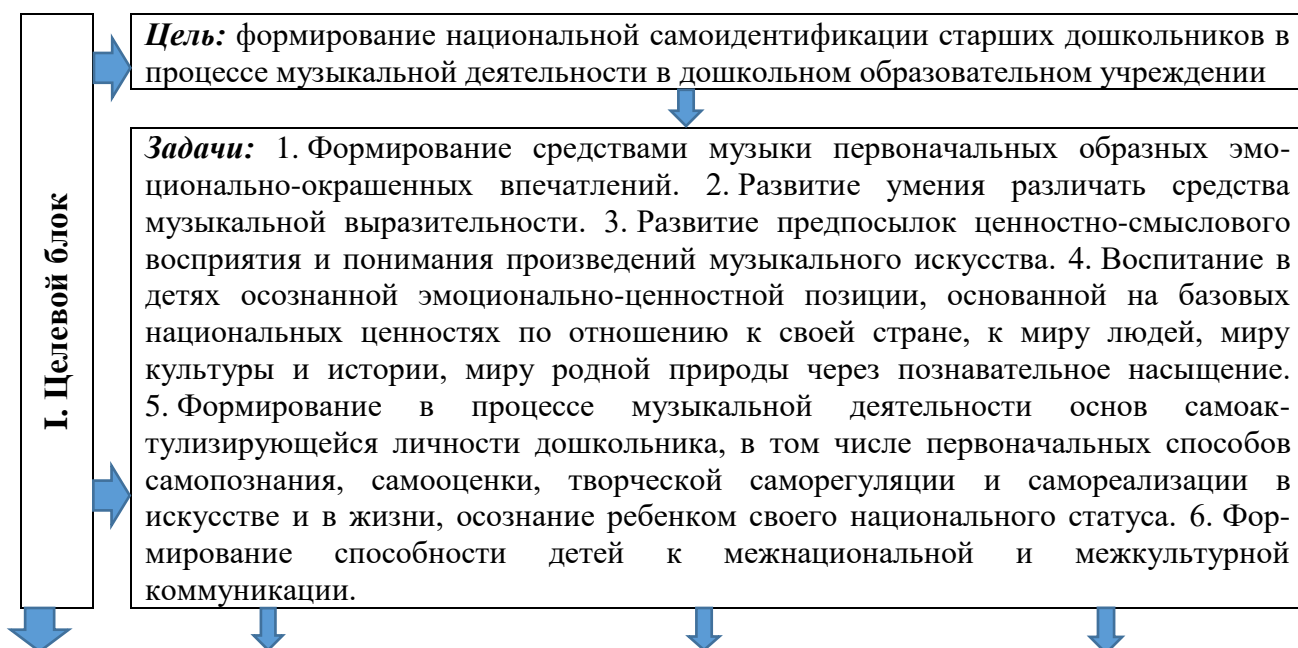 I. Целевой блок
Цель: формирование национальной самоидентификации старших дошкольников в
процессе музыкальной деятельности в дошкольном образовательном учреждении
Задачи: 1. Формирование средствами музыки первоначальных образных эмо-
ционально-окрашенных впечатлений. 2. Развитие умения различать средства
музыкальной выразительности. 3. Развитие предпосылок ценностно-смыслового
восприятия и понимания произведений музыкального искусства. 4. Воспитание в
детях осознанной эмоционально-ценностной позиции, основанной на базовых
национальных ценностях по отношению к своей стране, к миру людей, миру
культуры и истории, миру родной природы через познавательное насыщение.
5. Формирование в процессе музыкальной деятельности основ самоак-
тулизирующейся личности дошкольника, в том числе первоначальных способов
самопознания, самооценки, творческой саморегуляции и самореализации в
искусстве и в жизни, осознание ребенком своего национального статуса. 6. Фор-
мирование способности детей к межнациональной и межкультурной
коммуникации.